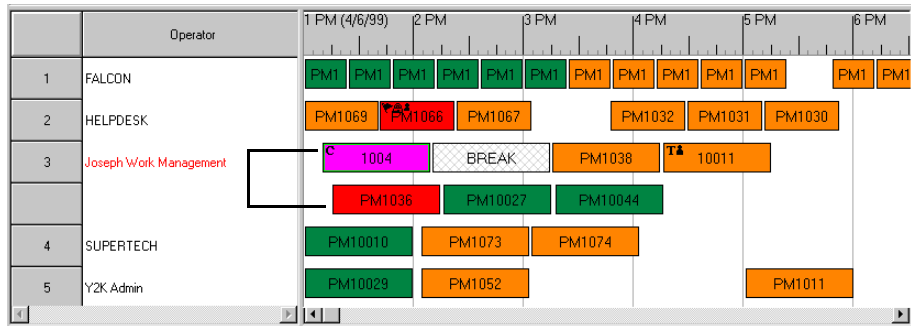 Operator
1 PM (4/6/99) 2 PM 3 PM 4 PM 5 PM 6 PM
1 FALCON PM1 PM1 PM1 PM1 PM1 PM1 PM1 PM1 PM1 PM1 PM1 PM1 PM1
2 HELPDESK PM1069 PM1066 PM1067 PM1032 PM1031 PM1030
3 Joseph Work Management C 1004 BREAK PM1038 T 10011
PM1036 PM10027 PM10044
4 SUPERTECH PM10010 PM1073 PM1074
5 Y2K Admin PM10029 PM1052 PM1011